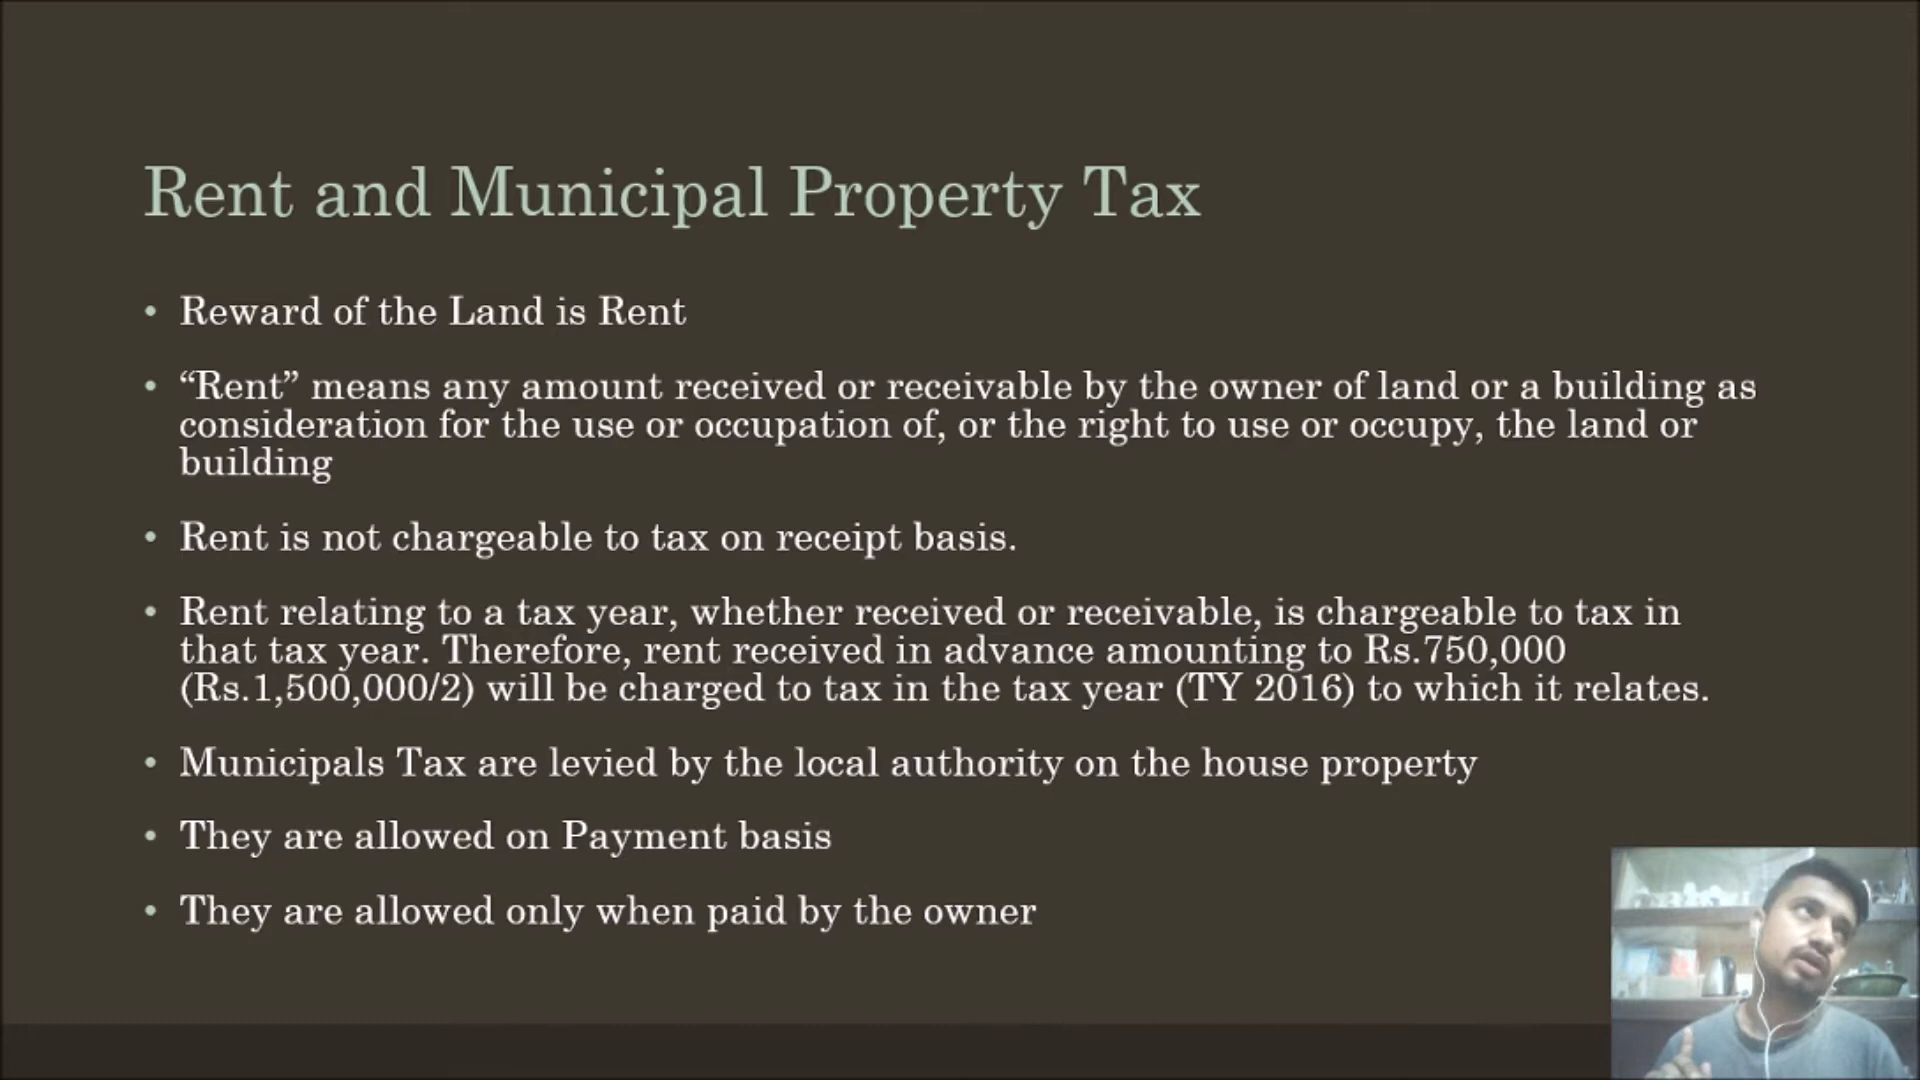 Rent and Municipal Property Tax
• Reward of the Land is Rent
• “Rent” means any amount received or receivable by the owner of land or a building as
consideration for the use or occupation of, or the right to use or occupy, the land or
building
• Rent is not chargeable to tax on receipt basis.
• Rent relating to a tax year, whether received or receivable, is chargeable to tax in
that tax year. Therefore, rent received in advance amounting to Rs.750,000
(Rs.1,500,000/2) will be charged to tax in the tax year (TY 2016) to which it relates.
• Municipals Tax are levied by the local authority on the house property
• They are allowed on Payment basis
• They are allowed only when paid by the owner